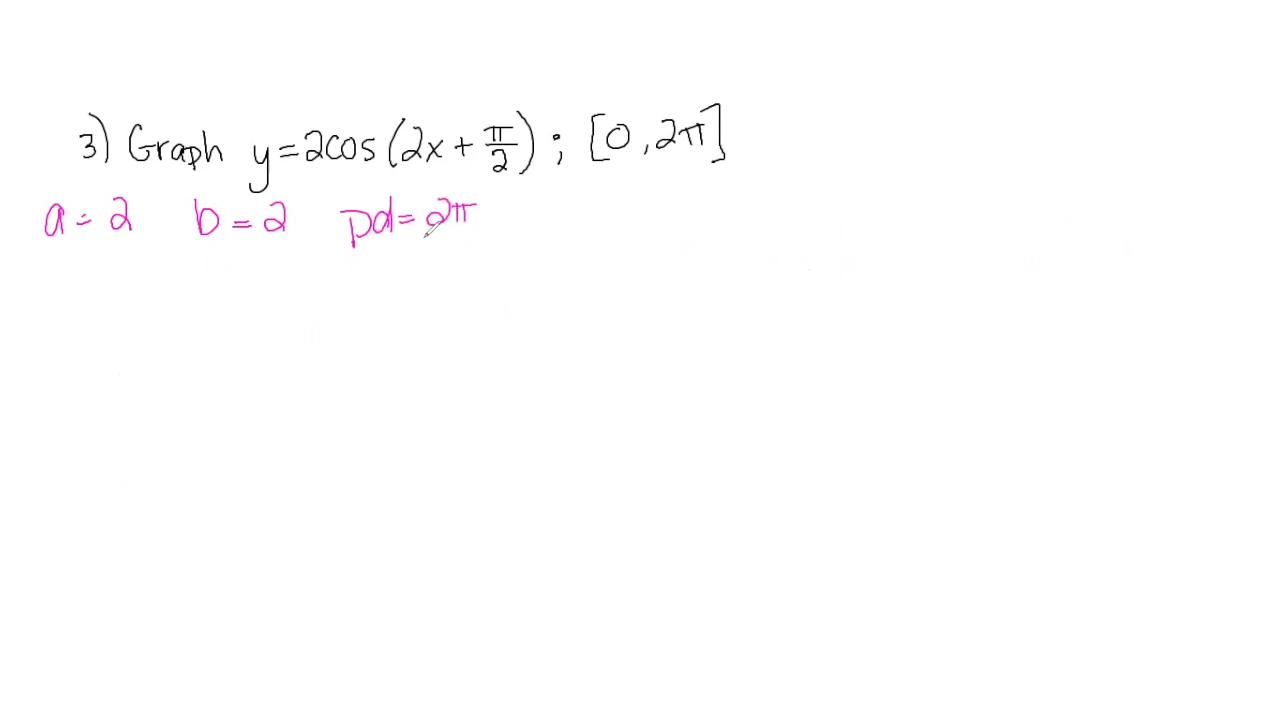 3) Graph y=2cos(2x+π/2); [0,2π]
a=2 b=2 pd=2π